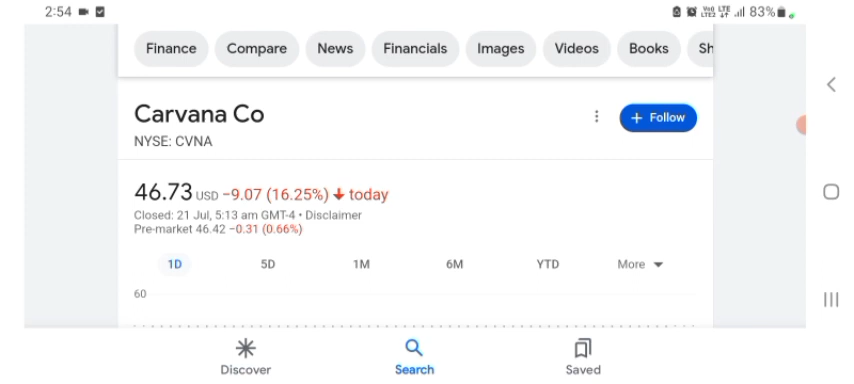 2:54 83%
Finance Compare News Financials Images Videos Books Sh
Carvana Co
+ Follow
NYSE: CVNA
46.73 USD −9.07 (16.25%) ↓ today
Closed: 21 Jul, 5:13 am GMT-4 • Disclaimer
Pre-market 46.42 −0.31 (0.66%)
1D 5D 1M 6M YTD More
60
Discover Search Saved